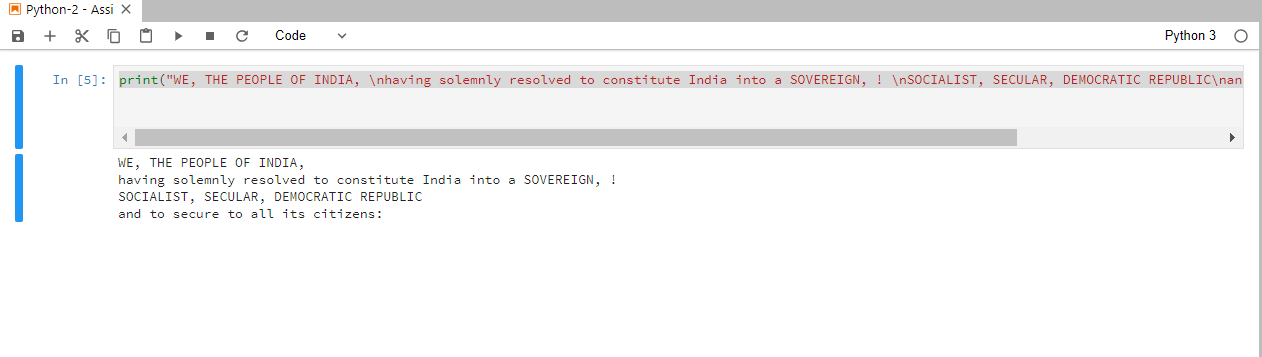 Python-2 - Assi
Code
Python 3
In [5]:
print("WE, THE PEOPLE OF INDIA, \nhaving solemnly resolved to constitute India into a SOVEREIGN, ! \nSOCIALIST, SECULAR, DEMOCRATIC REPUBLIC\nan
WE, THE PEOPLE OF INDIA,
having solemnly resolved to constitute India into a SOVEREIGN, !
SOCIALIST, SECULAR, DEMOCRATIC REPUBLIC
and to secure to all its citizens: